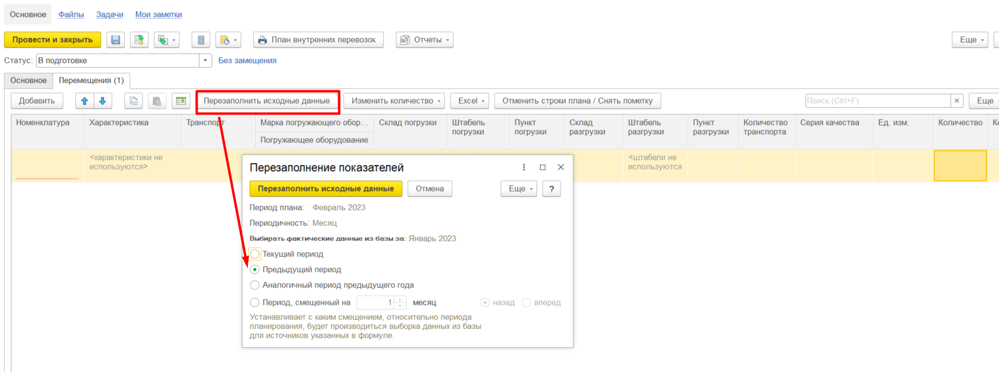 Основное Файлы Задачи Мои заметки
Провести и закрыть План внутренних перевозок Отчеты Еще
Статус: В подготовке Без замещения
Основное Перемещения (1)
Добавить Перезаполнить исходные данные Изменить количество Excel Отменить строки плана / Снять пометку Поиск (Ctrl+F) × Еще
Номенклатура Характеристика Транспорт Марка погружающего обор... Склад погрузки Штабель погрузки Пункт погрузки Склад разгрузки Штабель разгрузки Пункт разгрузки Количество транспорта Серия качества Ед. изм. Количество
Погружающее оборудование
<характеристики не используются> <штабели не используются
Перезаполнение показателей
Перезаполнить исходные данные Отмена Еще ?
Период плана: Февраль 2023
Периодичность: Месяц
Выбирать фактические данные из базы за: Январь 2023
Текущий период
Предыдущий период
Аналогичный период предыдущего года
Период, смещенный на 1 месяц назад вперед
Устанавливает с каким смещением, относительно периода
планирования, будет производиться выборка данных из базы
для источников указанных в формуле.